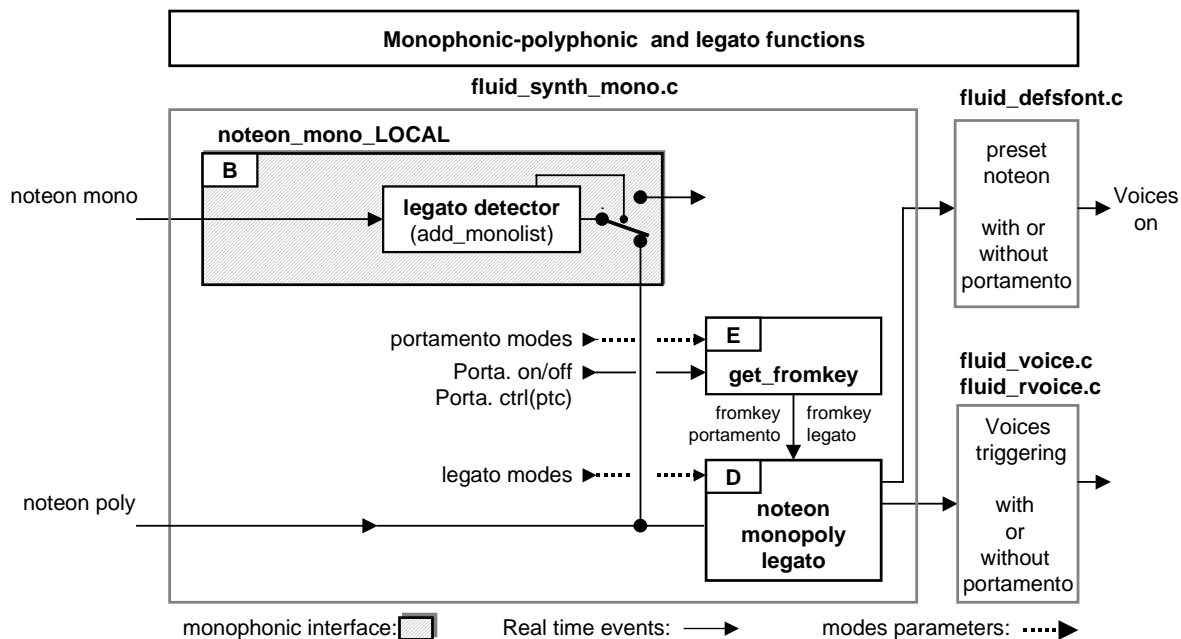 Monophonic-polyphonic and legato functions
fluid_synth_mono.c
fluid_defsfont.c
noteon_mono_LOCAL
B
noteon mono
legato detector
(add_monolist)
preset
noteon
with or
without
portamento
Voices
on
portamento modes
E
Porta. on/off
Porta. ctrl(ptc)
get_fromkey
fluid_voice.c
fluid_rvoice.c
fromkey
portamento
fromkey
legato
Voices
triggering
with
or
without
portamento
legato modes
D
noteon poly
noteon
monopoly
legato
monophonic interface:
Real time events:
modes parameters: